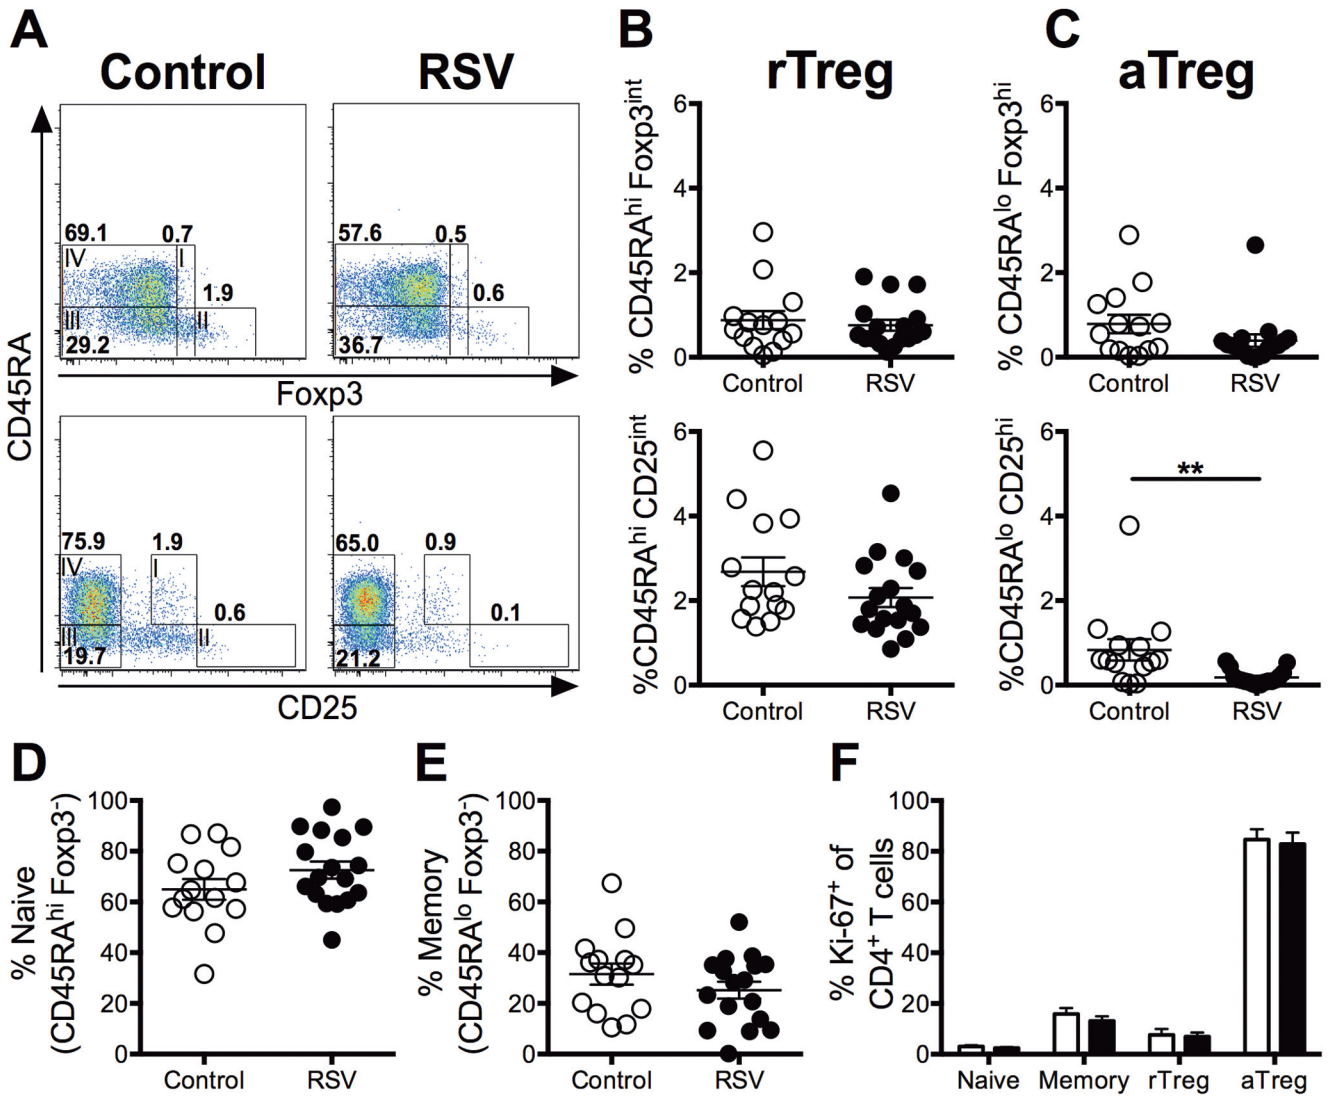 A
Control
RSV
CD45RA
69.1
0.7
IV
I
1.9
III
II
29.2
57.6
0.5
0.6
36.7
Foxp3
75.9
1.9
IV
I
0.6
III
II
19.7
65.0
0.9
0.1
21.2
CD25
B
rTreg
% CD45RAhi Foxp3int
6
4
2
0
Control
RSV
%CD45RAhi CD25int
6
4
2
0
Control
RSV
C
aTreg
% CD45RAlo Foxp3hi
6
4
2
0
Control
RSV
%CD45RAlo CD25hi
6
4
2
0
**
Control
RSV
D
% Naive
(CD45RAhi Foxp3-)
100
80
60
40
20
0
Control
RSV
E
% Memory
(CD45RAlo Foxp3-)
100
80
60
40
20
0
Control
RSV
F
% Ki-67+ of
CD4+ T cells
100
80
60
40
20
0
Naive
Memory
rTreg
aTreg